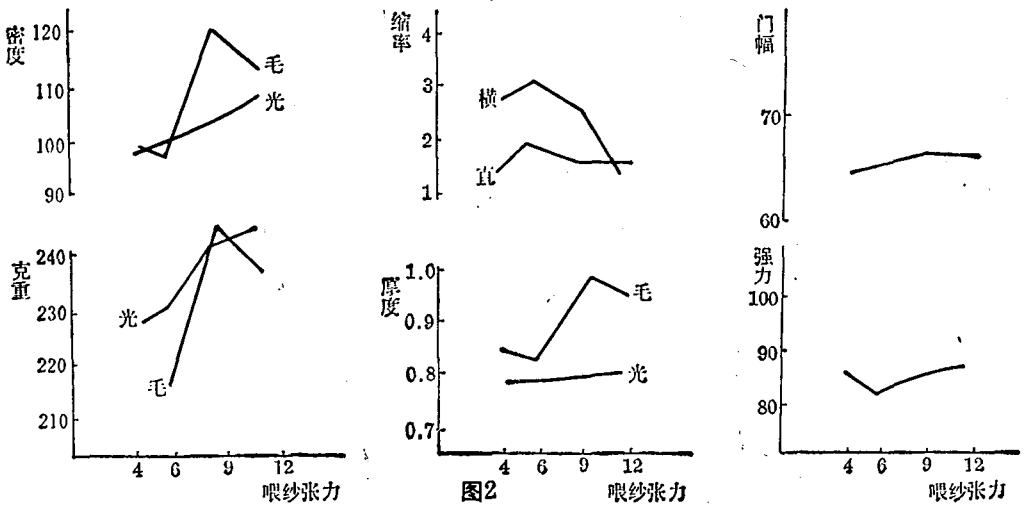 密度
120
110
100
90
毛
光
克重
240
230
220
210
光
毛
4 6 9 12
喂纱张力
缩率
4
3
2
1
横
直
厚度
1.0
0.9
0.8
0.7
毛
光
4 6 9 12
喂纱张力
图2
门幅
70
60
强力
100
90
80
4 6 9 12
喂纱张力